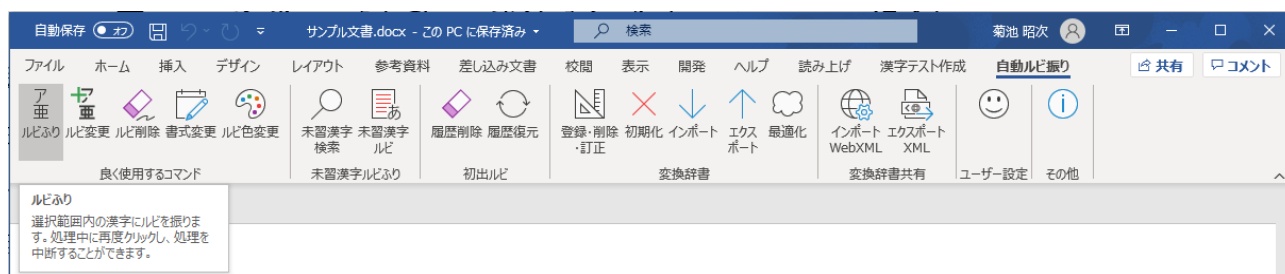 自動保存 オフ サンプル文書.docx - この PC に保存済み 検索 菊池 昭次
ファイル ホーム 挿入 デザイン レイアウト 参考資料 差し込み文書 校閲 表示 開発 ヘルプ 読み上げ 漢字テスト作成 自動ルビ振り 共有 コメント
ア 亜 ア 亜 あ
ルビふり ルビ変更 ルビ削除 書式変更 ルビ色変更 未習漢字 未習漢字 履歴削除 履歴復元 登録・削除 初期化 インポート エクス 最適化 インポート エクスポート
検索 ルビ ・訂正 ポート WebXML XML
良く使用するコマンド 未習漢字ルビふり 初出ルビ 変換辞書 変換辞書共有 ユーザー設定 その他
ルビふり
選択範囲内の漢字にルビを振りま
す。処理中に再度クリックし、処理を
中断することができます。